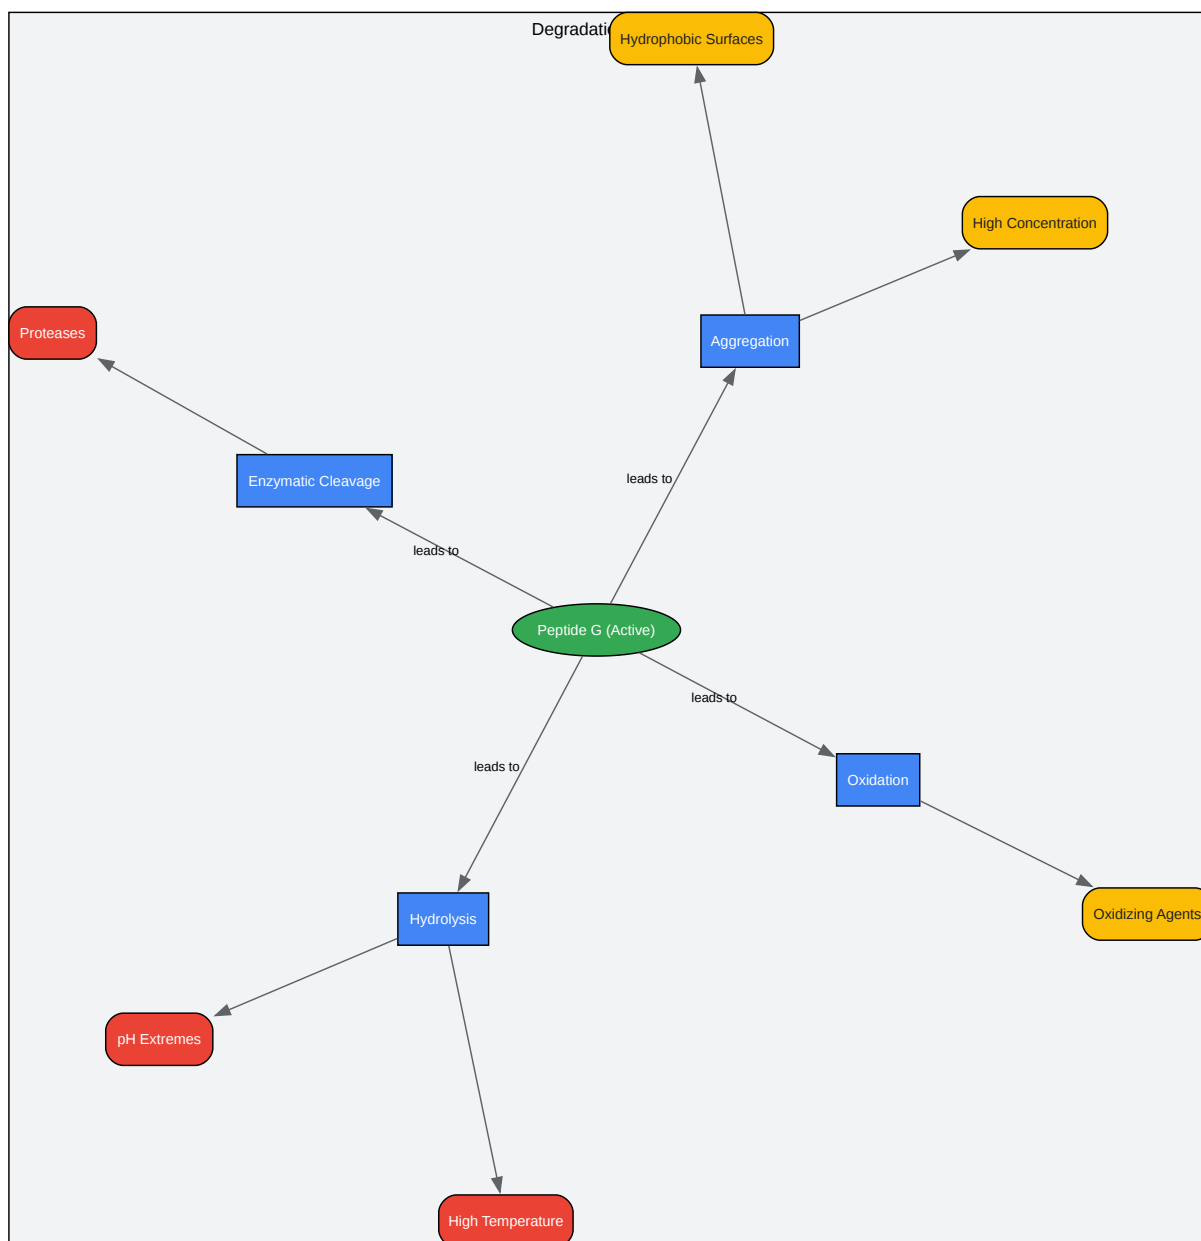 Hydrophobic Surfaces
High Concentration
Proteases
Aggregation
Enzymatic Cleavage
leads to
leads to
Peptide G (Active)
leads to
leads to
Oxidation
Hydrolysis
Oxidizing Agents
pH Extremes
High Temperature